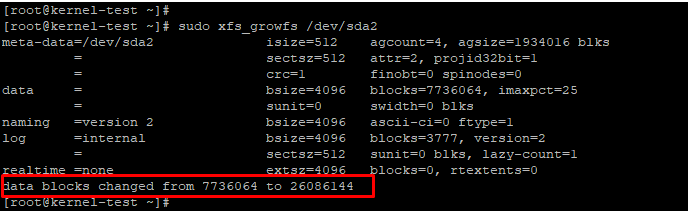 [root@kernel-test ~]#
[root@kernel-test ~]# sudo xfs_growfs /dev/sda2
meta-data=/dev/sda2              isize=512    agcount=4, agsize=1934016 blks
         =                       sectsz=512   attr=2, projid32bit=1
         =                       crc=1        finobt=0 spinodes=0
data     =                       bsize=4096   blocks=7736064, imaxpct=25
         =                       sunit=0      swidth=0 blks
naming   =version 2              bsize=4096   ascii-ci=0 ftype=1
log      =internal               bsize=4096   blocks=3777, version=2
         =                       sectsz=512   sunit=0 blks, lazy-count=1
realtime =none                   extsz=4096   blocks=0, rtextents=0
data blocks changed from 7736064 to 26086144
[root@kernel-test ~]#